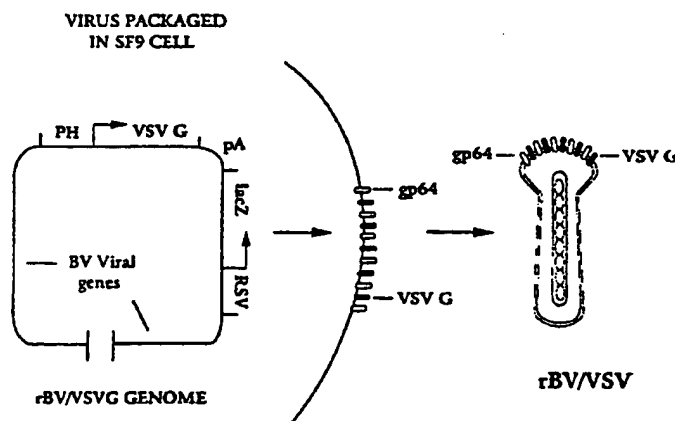 VIRUS PACKAGED
IN SF9 CELL
PH
VSV G
pA
lacZ
RSV
BV Viral
genes
rBV/VSVG GENOME
gp64
VSV G
gp64
VSV G
rBV/VSV